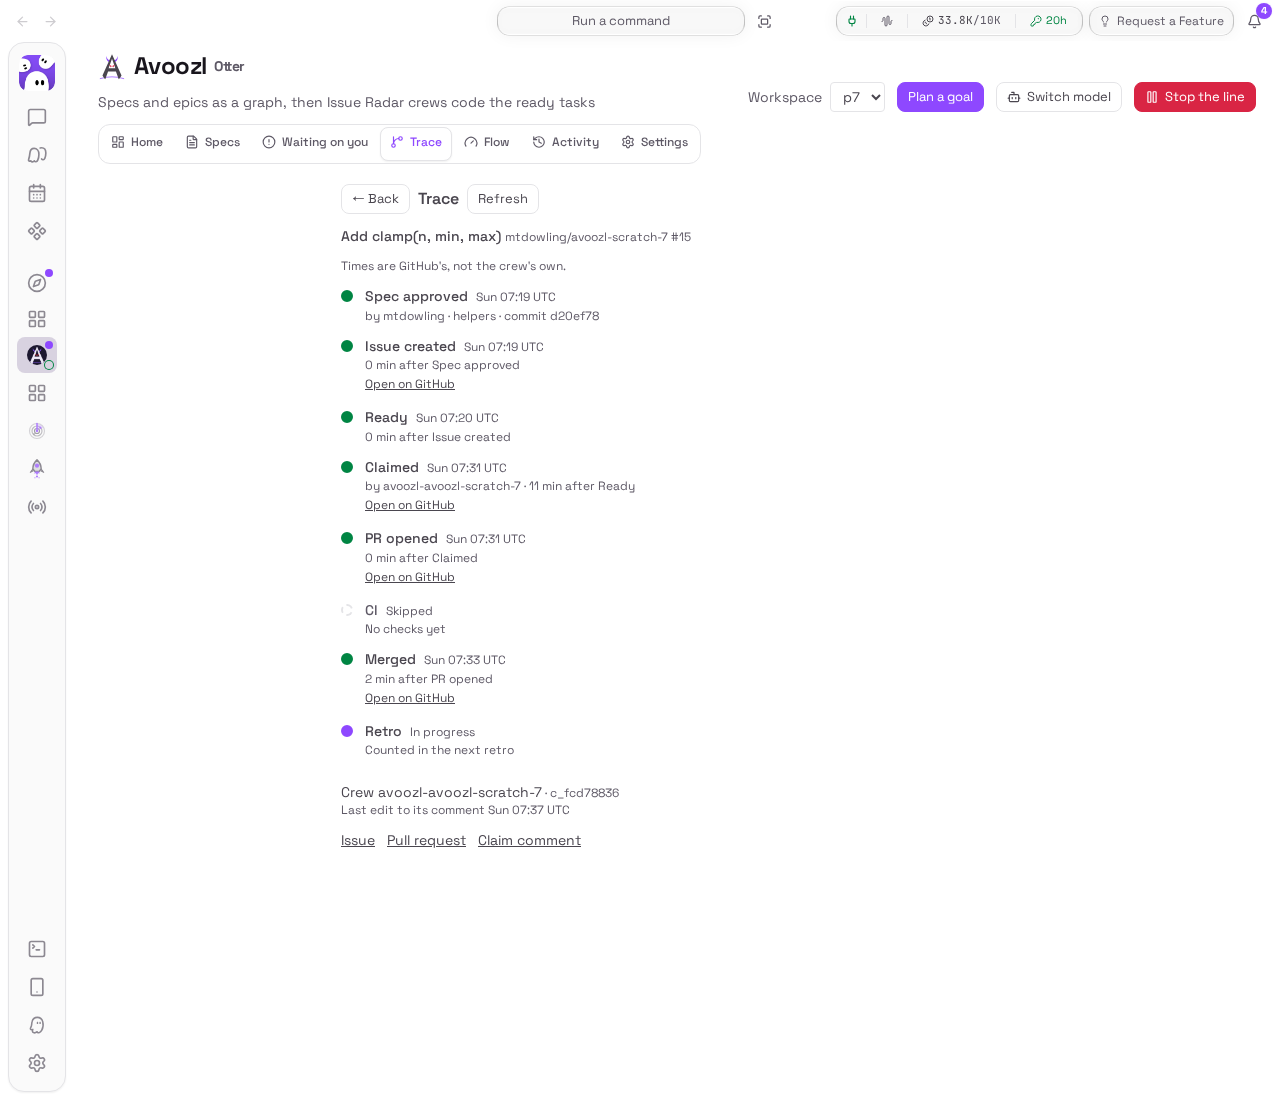 Run a command
33.8K/10K
20h
Request a Feature
4
Avoozl Otter
Specs and epics as a graph, then Issue Radar crews code the ready tasks
Workspace
p7
Plan a goal
Switch model
Stop the line
Home
Specs
Waiting on you
Trace
Flow
Activity
Settings
← Back
Trace
Refresh
Add clamp(n, min, max) mtdowling/avoozl-scratch-7 #15
Times are GitHub's, not the crew's own.
Spec approved Sun 07:19 UTC
by mtdowling · helpers · commit d20ef78
Issue created Sun 07:19 UTC
0 min after Spec approved
Open on GitHub
Ready Sun 07:20 UTC
0 min after Issue created
Claimed Sun 07:31 UTC
by avoozl-avoozl-scratch-7 · 11 min after Ready
Open on GitHub
PR opened Sun 07:31 UTC
0 min after Claimed
Open on GitHub
CI Skipped
No checks yet
Merged Sun 07:33 UTC
2 min after PR opened
Open on GitHub
Retro In progress
Counted in the next retro
Crew avoozl-avoozl-scratch-7 · c_fcd78836
Last edit to its comment Sun 07:37 UTC
Issue
Pull request
Claim comment